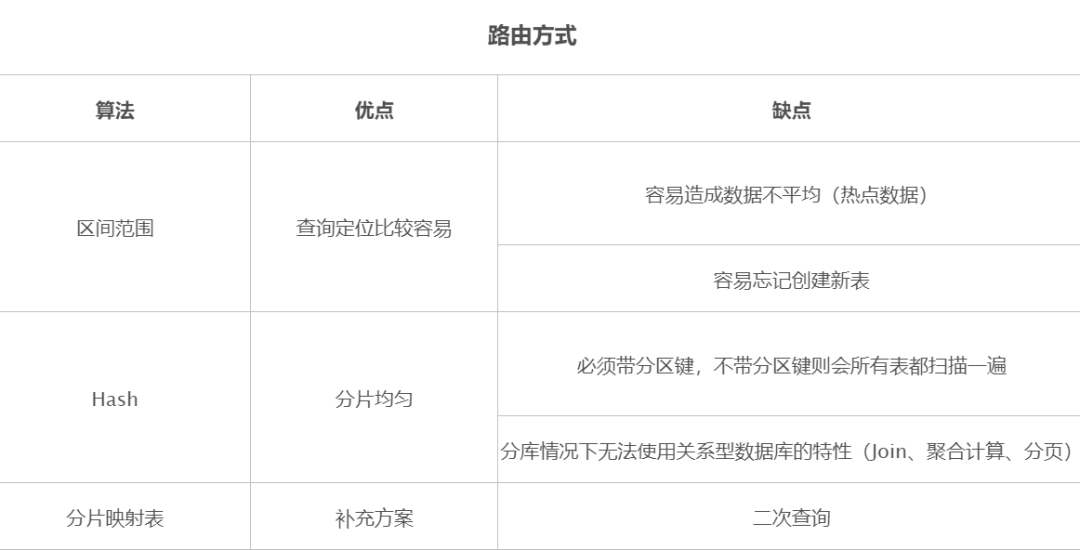 路由方式
算法
优点
缺点
区间范围
查询定位比较容易
容易造成数据不平均（热点数据）
容易忘记创建新表
Hash
分片均匀
必须带分区键，不带分区键则会所有表都扫描一遍
分库情况下无法使用关系型数据库的特性（Join、聚合计算、分页）
分片映射表
补充方案
二次查询